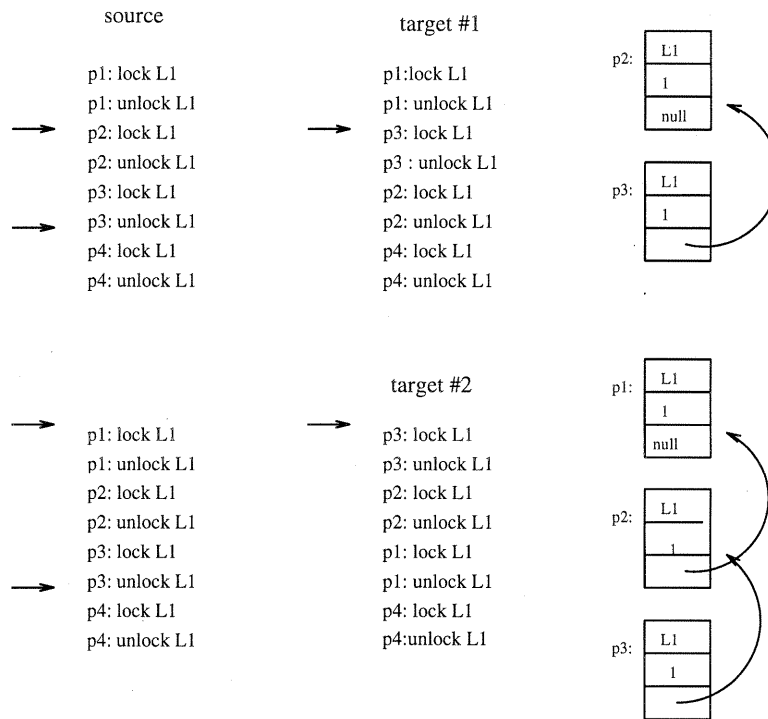 source
p1: lock L1
p1: unlock L1
p2: lock L1
p2: unlock L1
p3: lock L1
p3: unlock L1
p4: lock L1
p4: unlock L1
target #1
p1:lock L1
p1: unlock L1
p3: lock L1
p3 : unlock L1
p2: lock L1
p2: unlock L1
p4: lock L1
p4: unlock L1
p2:
L1
1
null
p3:
L1
1
p1: lock L1
p1: unlock L1
p2: lock L1
p2: unlock L1
p3: lock L1
p3: unlock L1
p4: lock L1
p4: unlock L1
target #2
p3: lock L1
p3: unlock L1
p2: lock L1
p2: unlock L1
p1: lock L1
p1: unlock L1
p4: lock L1
p4:unlock L1
p1:
L1
1
null
p2:
L1
1
p3:
L1
1